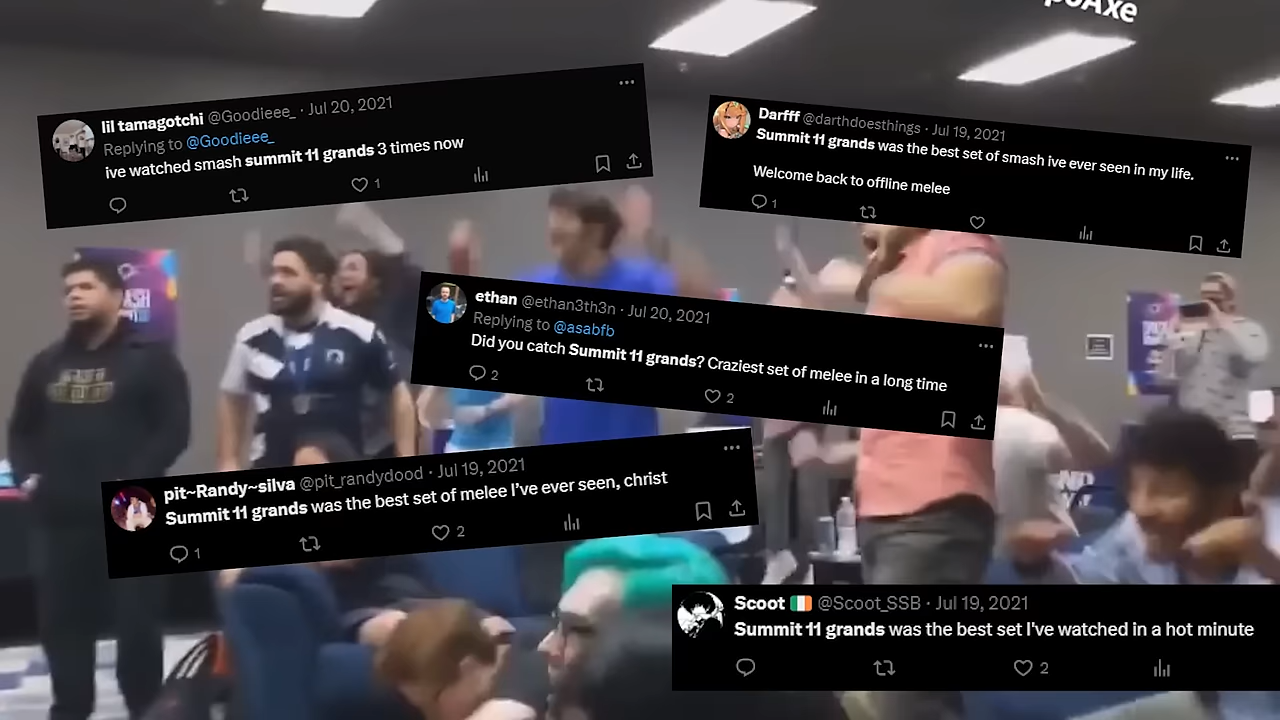 lil tamagotchi @Goodieee_ · Jul 20, 2021
Replying to @Goodieee_
ive watched smash summit 11 grands 3 times now
1
Darfff @darthdoesthings · Jul 19, 2021
Summit 11 grands was the best set of smash ive ever seen in my life.
Welcome back to offline melee
1
ethan @ethan3th3n · Jul 20, 2021
Replying to @asabfb
Did you catch Summit 11 grands? Craziest set of melee in a long time
2 2
pit~Randy~silva @pit_randydood · Jul 19, 2021
Summit 11 grands was the best set of melee I've ever seen, christ
1 2
Scoot 🇮🇪 @Scoot_SSB · Jul 19, 2021
Summit 11 grands was the best set I've watched in a hot minute
2